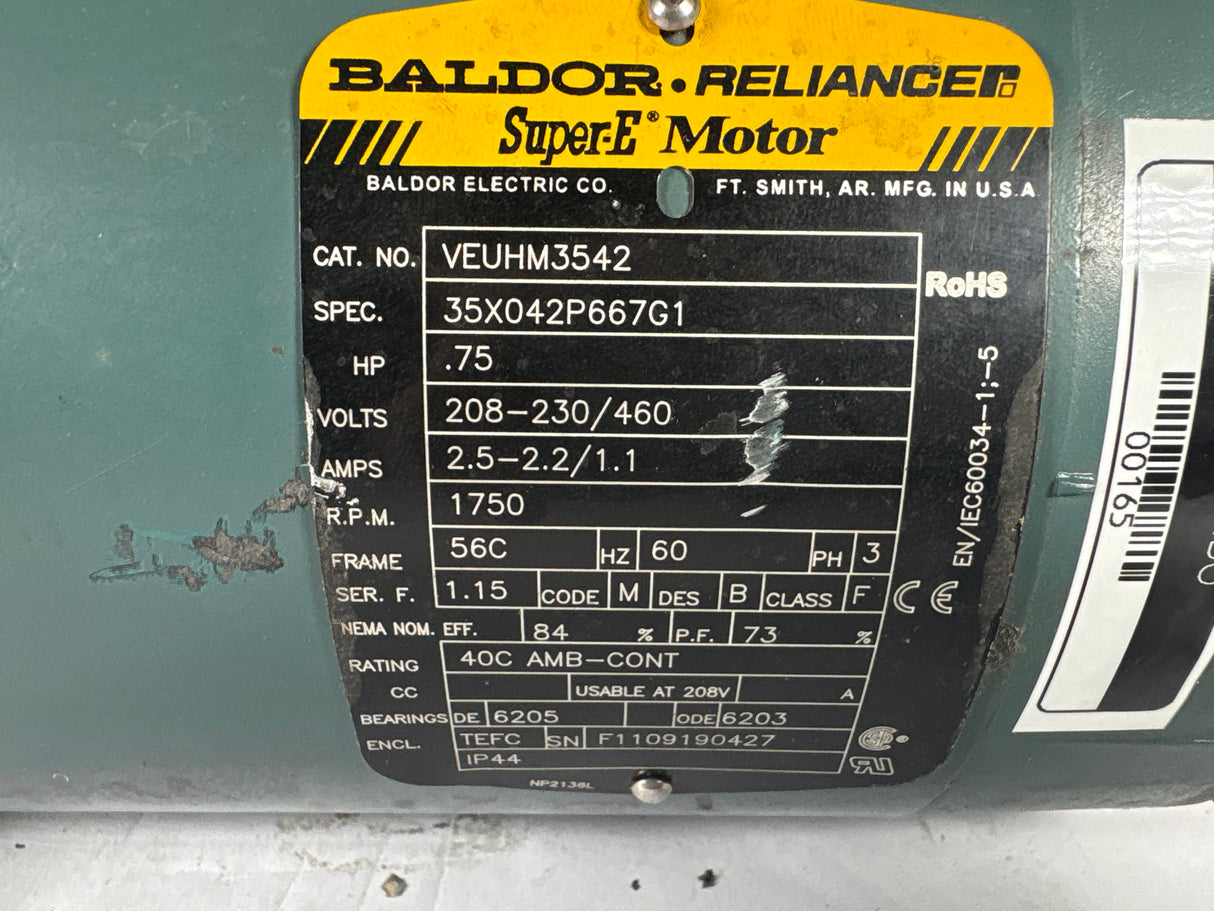 BALDOR • RELIANCER
Super-E® Motor
BALDOR ELECTRIC CO. FT. SMITH, AR. MFG. IN U.S.A
CAT. NO. VEUHM3542
RoHS
SPEC. 35X042P667G1
HP .75
VOLTS 208-230/460
AMPS 2.5-2.2/1.1
R.P.M. 1750
FRAME 56C HZ 60 PH 3
SER. F. 1.15 CODE M DES B CLASS F CE
NEMA NOM. EFF. 84 % P.F. 73 %
RATING 40C AMB-CONT
CC USABLE AT 208V A
BEARINGS DE 6205 ODE 6203
ENCL. TEFC SN F1109190427
IP44
NP2136L
EN/IEC60034-1;-5
00165